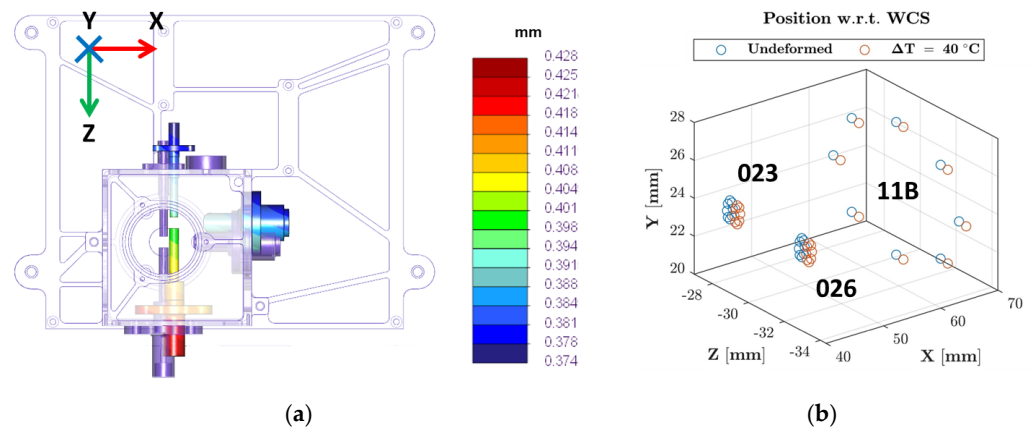 Y
X
Z
mm
0.428
0.425
0.421
0.418
0.414
0.411
0.408
0.404
0.401
0.398
0.394
0.391
0.388
0.384
0.381
0.378
0.374
(a)
Position w.r.t. WCS
Undeformed
ΔT = 40 °C
28
26
24
22
20
Y [mm]
023
11B
026
-28
-30
-32
-34
Z [mm]
40
50
60
70
X [mm]
(b)